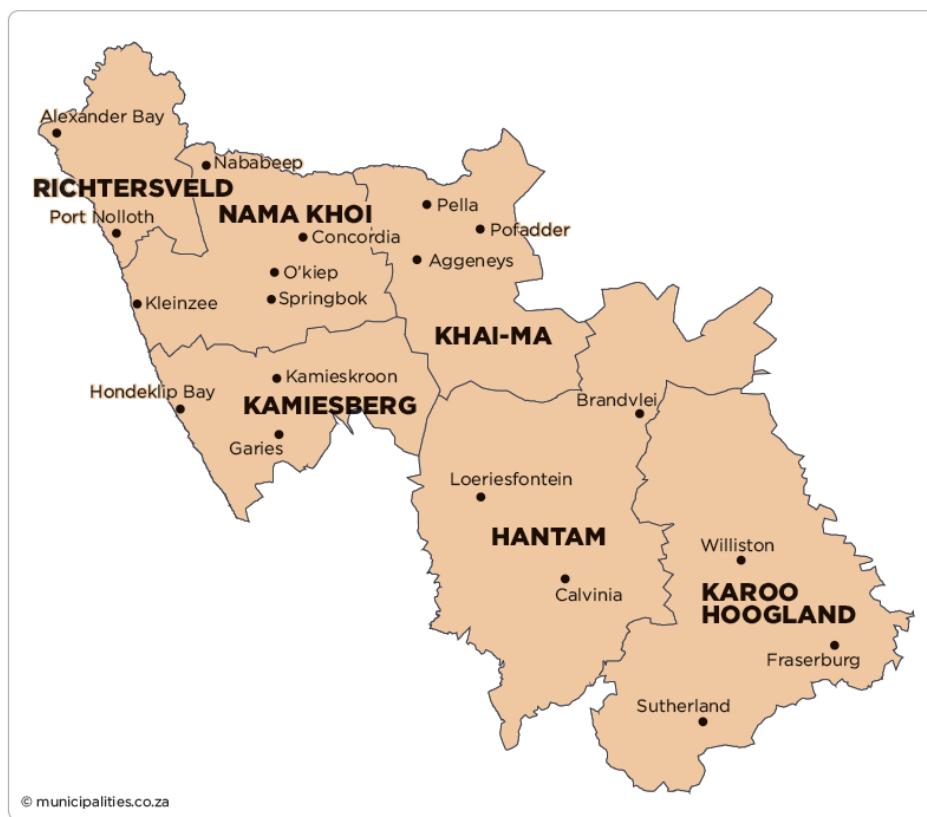 Alexander Bay
Nababeep
RICHTERSVELD
Pella
NAMA KHOI
Port Nolloth
Pofadder
Concordia
Aggeneys
O'kiep
Kleinzee
Springbok
KHAI-MA
Kamieskroon
Hondeklip Bay
Brandvlei
KAMIESBERG
Garies
Loeriesfontein
HANTAM
Williston
Calvinia
KAROO
HOOGLAND
Fraserburg
Sutherland
© municipalities.co.za